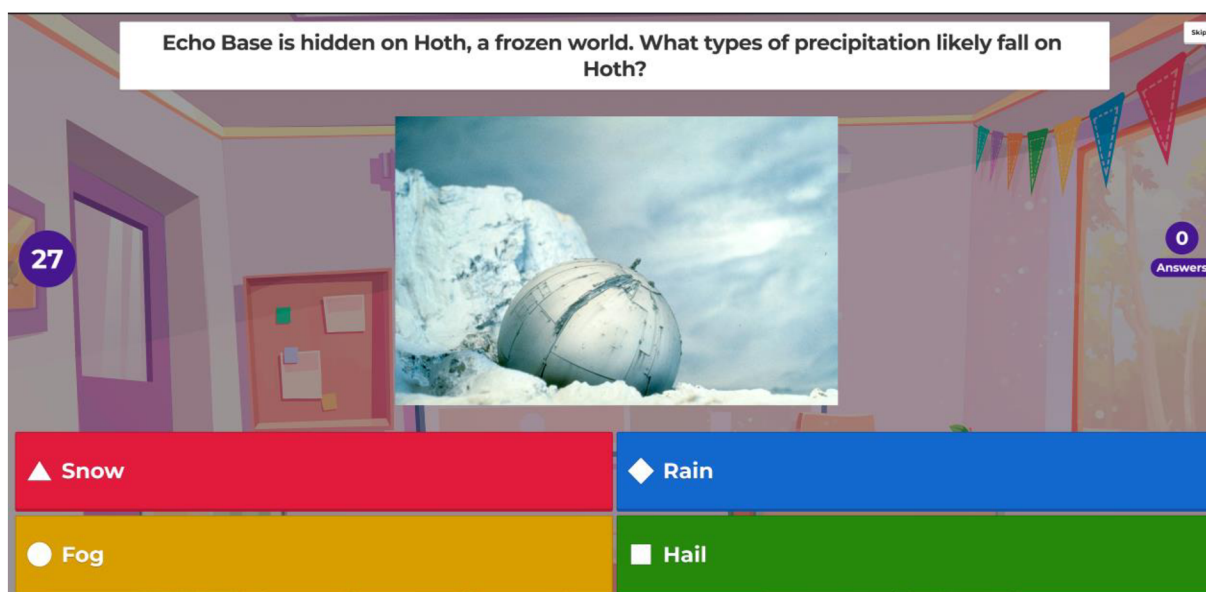 Echo Base is hidden on Hoth, a frozen world. What types of precipitation likely fall on
Hoth?
Skip
27
0
Answers
Snow
Rain
Fog
Hail